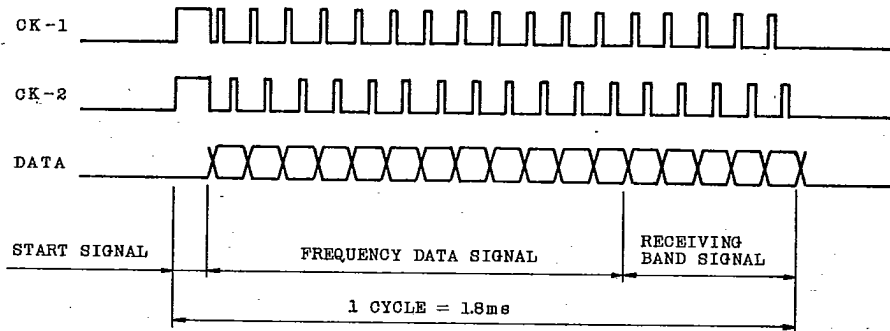 CK-1
CK-2
DATA
START SIGNAL
FREQUENCY DATA SIGNAL
RECEIVING
BAND SIGNAL
1 CYCLE = 1.8ms